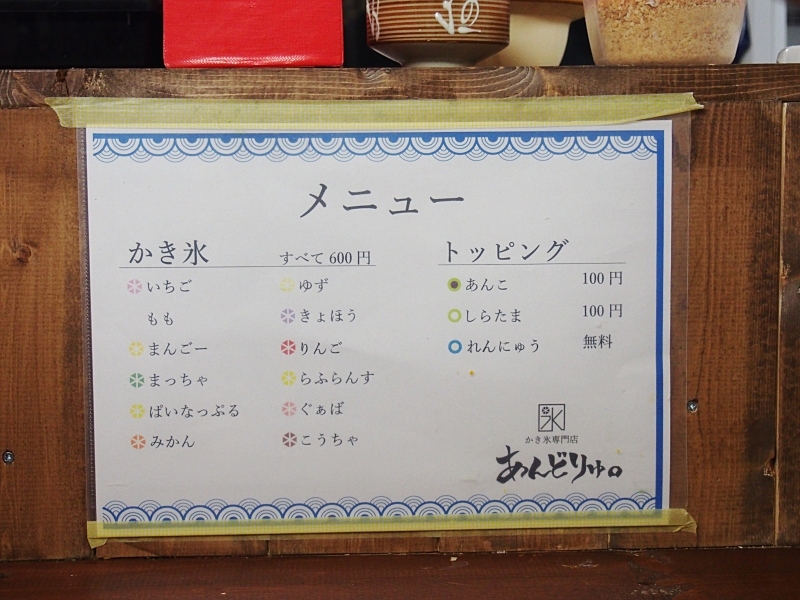 メニュー
かき氷 すべて600円
いちご
もも
まんごー
まっちゃ
ぱいなっぷる
みかん
ゆず
きょほう
りんご
らふらんす
ぐぁば
こうちゃ
トッピング
あんこ 100円
しらたま 100円
れんにゅう 無料
氷
かき氷専門店
あんどりゅ。